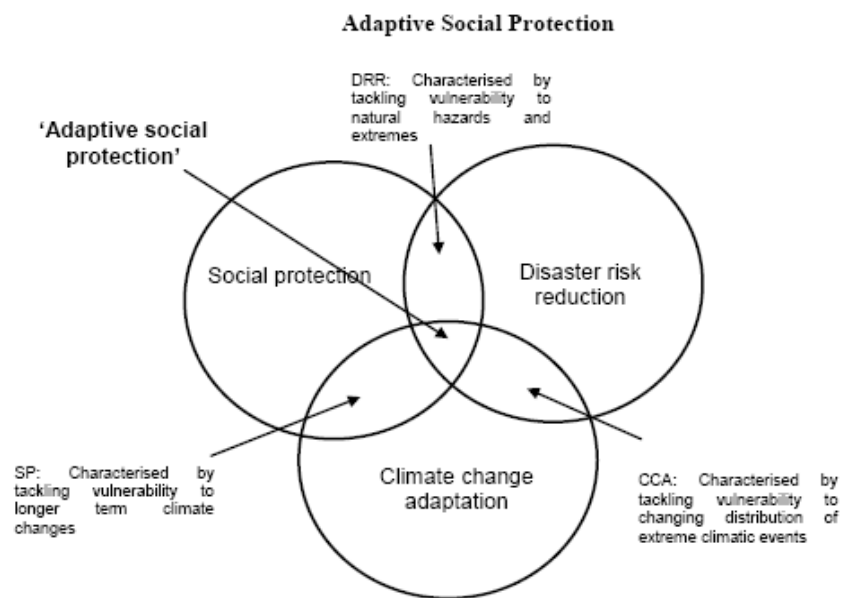 Adaptive Social Protection
DRR: Characterised by
tackling vulnerability to
natural hazards and
extremes
‘Adaptive social
protection’
Social protection
Disaster risk
reduction
SP: Characterised by
tackling vulnerability to
longer term climate
changes
Climate change
adaptation
CCA: Characterised by
tackling vulnerability to
changing distribution of
extreme climatic events